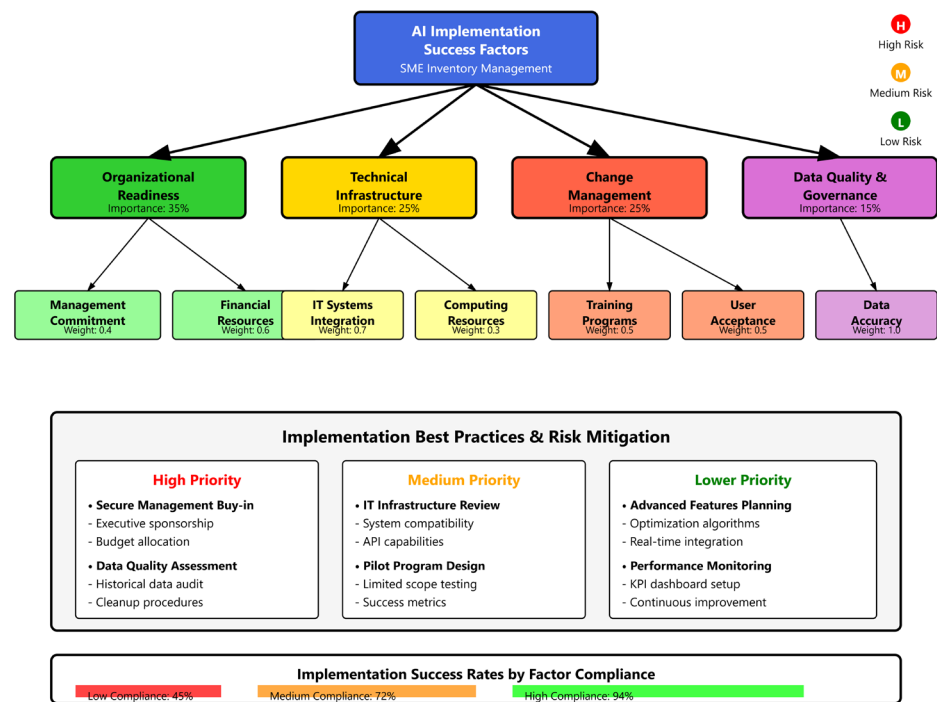 AI Implementation
Success Factors
SME Inventory Management
H
High Risk
M
Medium Risk
L
Low Risk
Organizational
Readiness
Importance: 35%
Technical
Infrastructure
Importance: 25%
Change
Management
Importance: 25%
Data Quality &
Governance
Importance: 15%
Management
Commitment
Weight: 0.4
Financial
Resources
Weight: 0.6
IT Systems
Integration
Weight: 0.7
Computing
Resources
Weight: 0.3
Training
Programs
Weight: 0.5
User
Acceptance
Weight: 0.5
Data
Accuracy
Weight: 1.0
Implementation Best Practices & Risk Mitigation
High Priority
• Secure Management Buy-in
- Executive sponsorship
- Budget allocation
• Data Quality Assessment
- Historical data audit
- Cleanup procedures
Medium Priority
• IT Infrastructure Review
- System compatibility
- API capabilities
• Pilot Program Design
- Limited scope testing
- Success metrics
Lower Priority
• Advanced Features Planning
- Optimization algorithms
- Real-time integration
• Performance Monitoring
- KPI dashboard setup
- Continuous improvement
Implementation Success Rates by Factor Compliance
Low Compliance: 45%
Medium Compliance: 72%
High Compliance: 94%